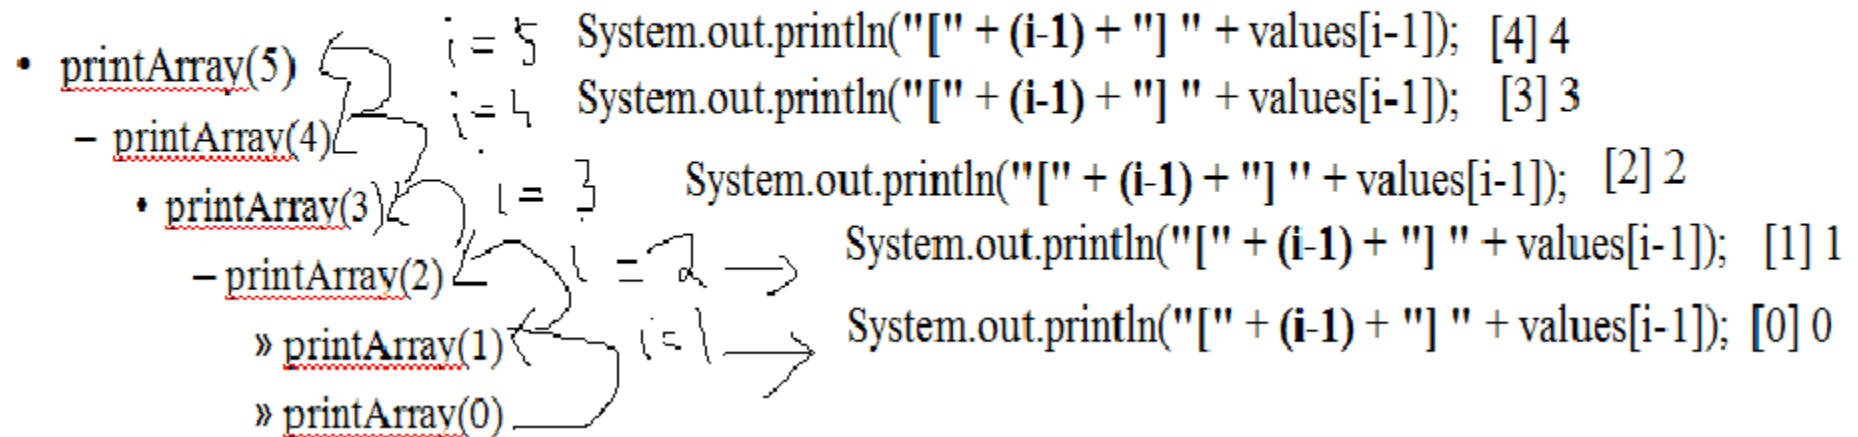 • printArray(5) i = 5 System.out.println("[" + (i-1) + "] " + values[i-1]); [4] 4
i=4 System.out.println("[" + (i-1) + "] " + values[i-1]); [3] 3
– printArray(4)
• printArray(3) i = 3 System.out.println("[" + (i-1) + "] " + values[i-1]); [2] 2
– printArray(2) i = 2 System.out.println("[" + (i-1) + "] " + values[i-1]); [1] 1
» printArray(1) i=1 System.out.println("[" + (i-1) + "] " + values[i-1]); [0] 0
» printArray(0)